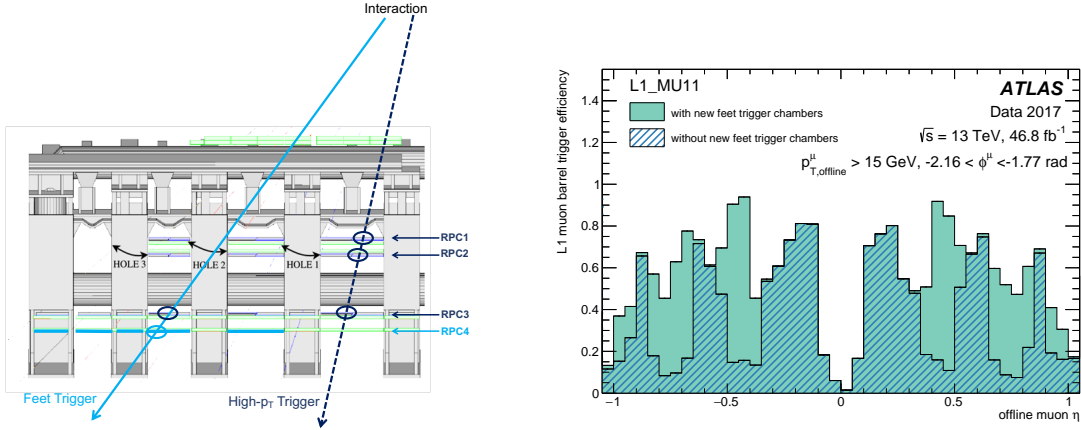 Interaction
HOLE 3
HOLE 2
HOLE 1
RPC1
RPC2
RPC3
RPC4
Feet Trigger
High-pT Trigger
L1 muon barrel trigger efficiency
1.4
1.2
1
0.8
0.6
0.4
0.2
0
L1_MU11
with new feet trigger chambers
without new feet trigger chambers
ATLAS
Data 2017
√s = 13 TeV, 46.8 fb⁻¹
p^μ_T,offline > 15 GeV, -2.16 < ϕ^μ <-1.77 rad
−1 −0.5 0 0.5 1
offline muon η